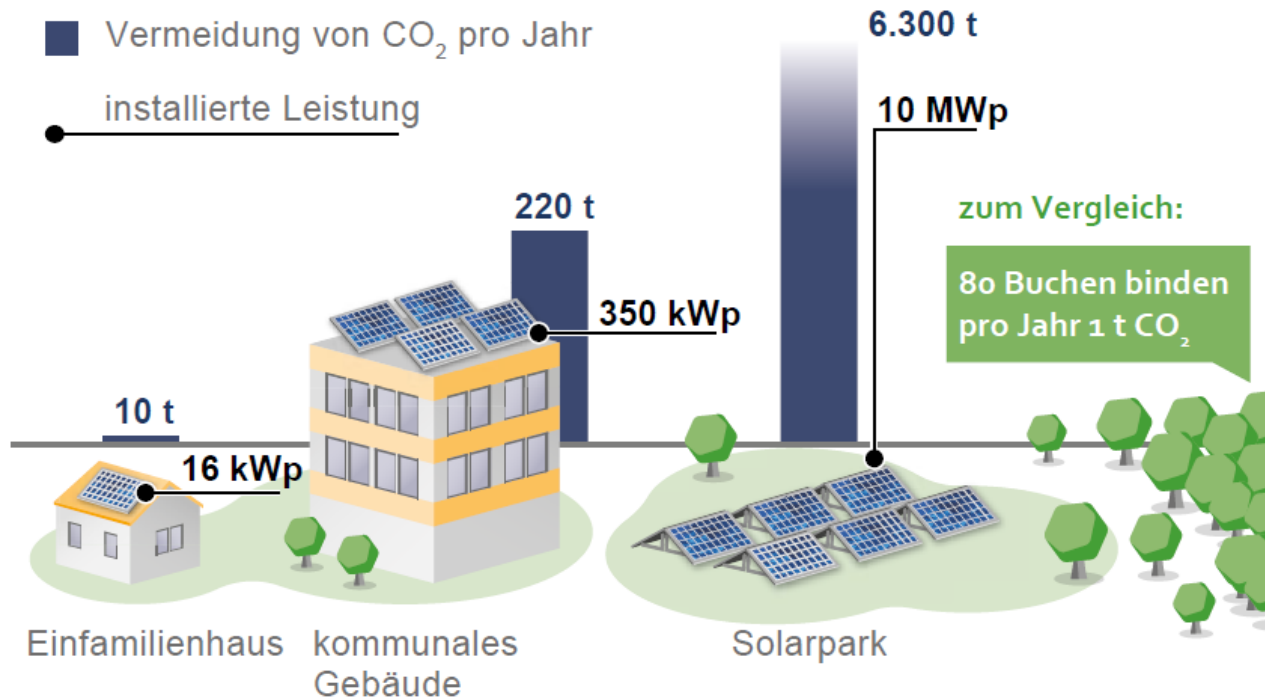 Vermeidung von CO₂ pro Jahr
installierte Leistung
6.300 t
10 MWp
220 t
zum Vergleich:
80 Buchen binden
pro Jahr 1 t CO₂
350 kWp
10 t
16 kWp
Einfamilienhaus
kommunales
Gebäude
Solarpark